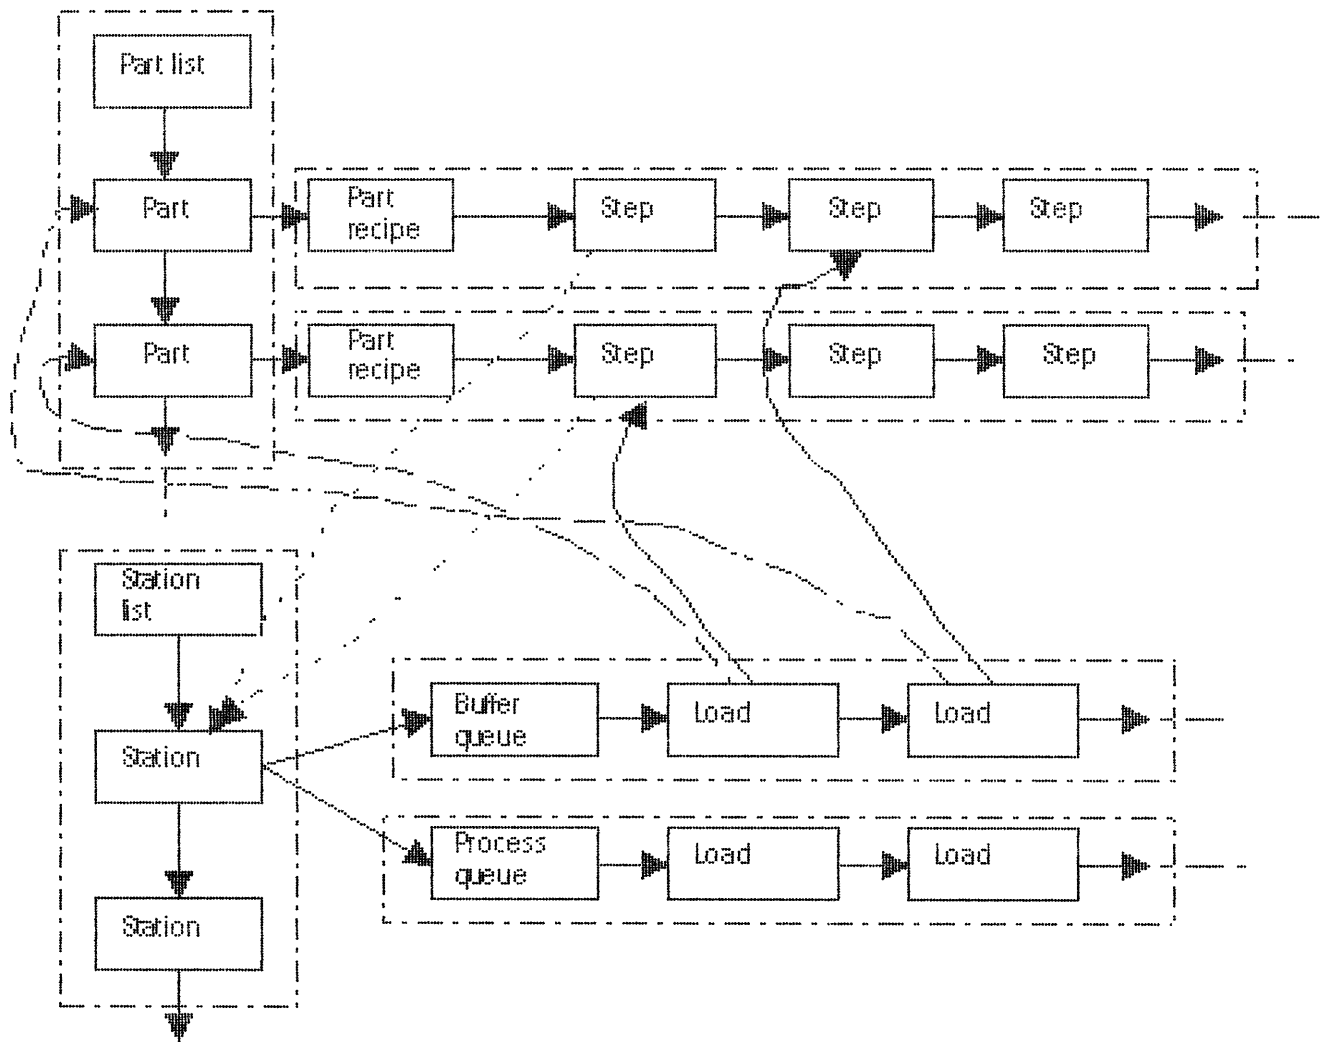 Part list
Part
Part
recipe
Step
Step
Step
Part
Part
recipe
Step
Step
Step
Station
list
Buffer
queue
Load
Load
Station
Process
queue
Load
Load
Station